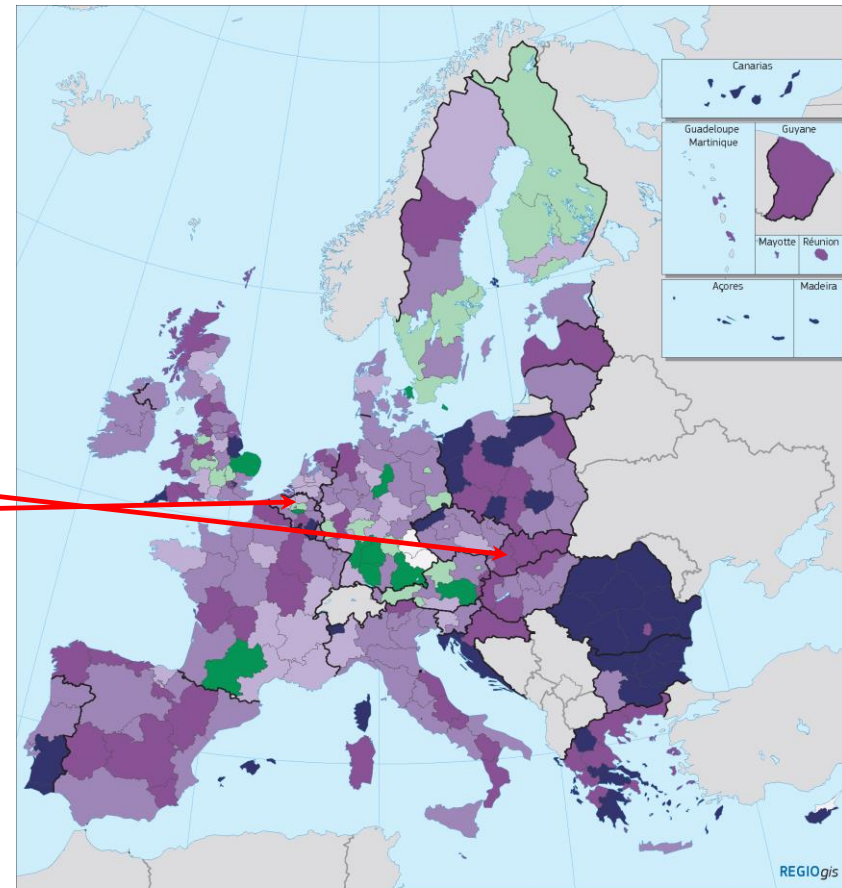 Canarias
Guadeloupe
Martinique
Guyane
Mayotte
Réunion
Açores
Madeira
REGIOgis